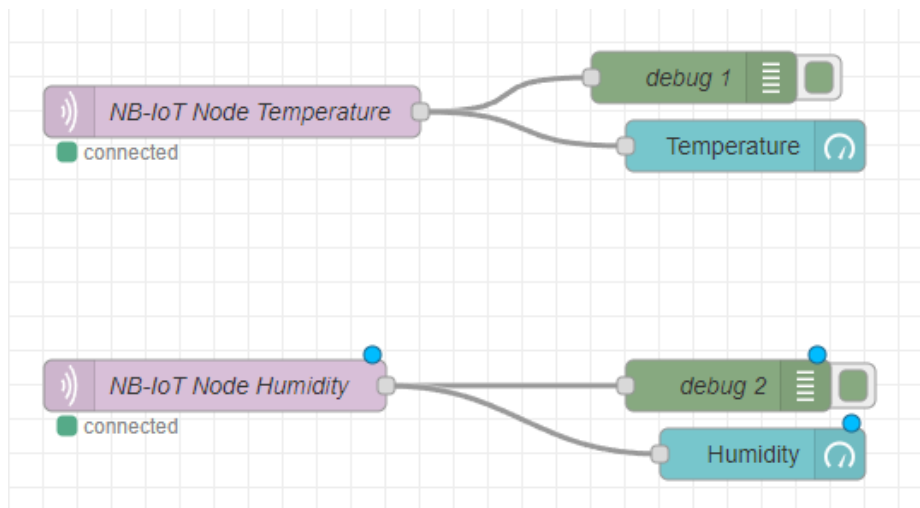 debug 1
NB-IoT Node Temperature
Temperature
connected
NB-IoT Node Humidity
debug 2
connected
Humidity